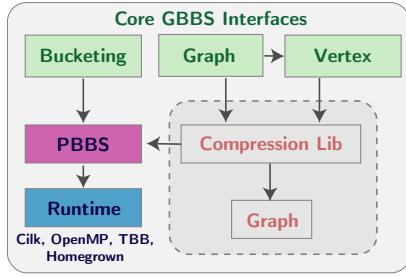 Core GBBS Interfaces
Bucketing
Graph
Vertex
PBBS
Compression Lib
Runtime
Graph
Cilk, OpenMP, TBB,
Homegrown